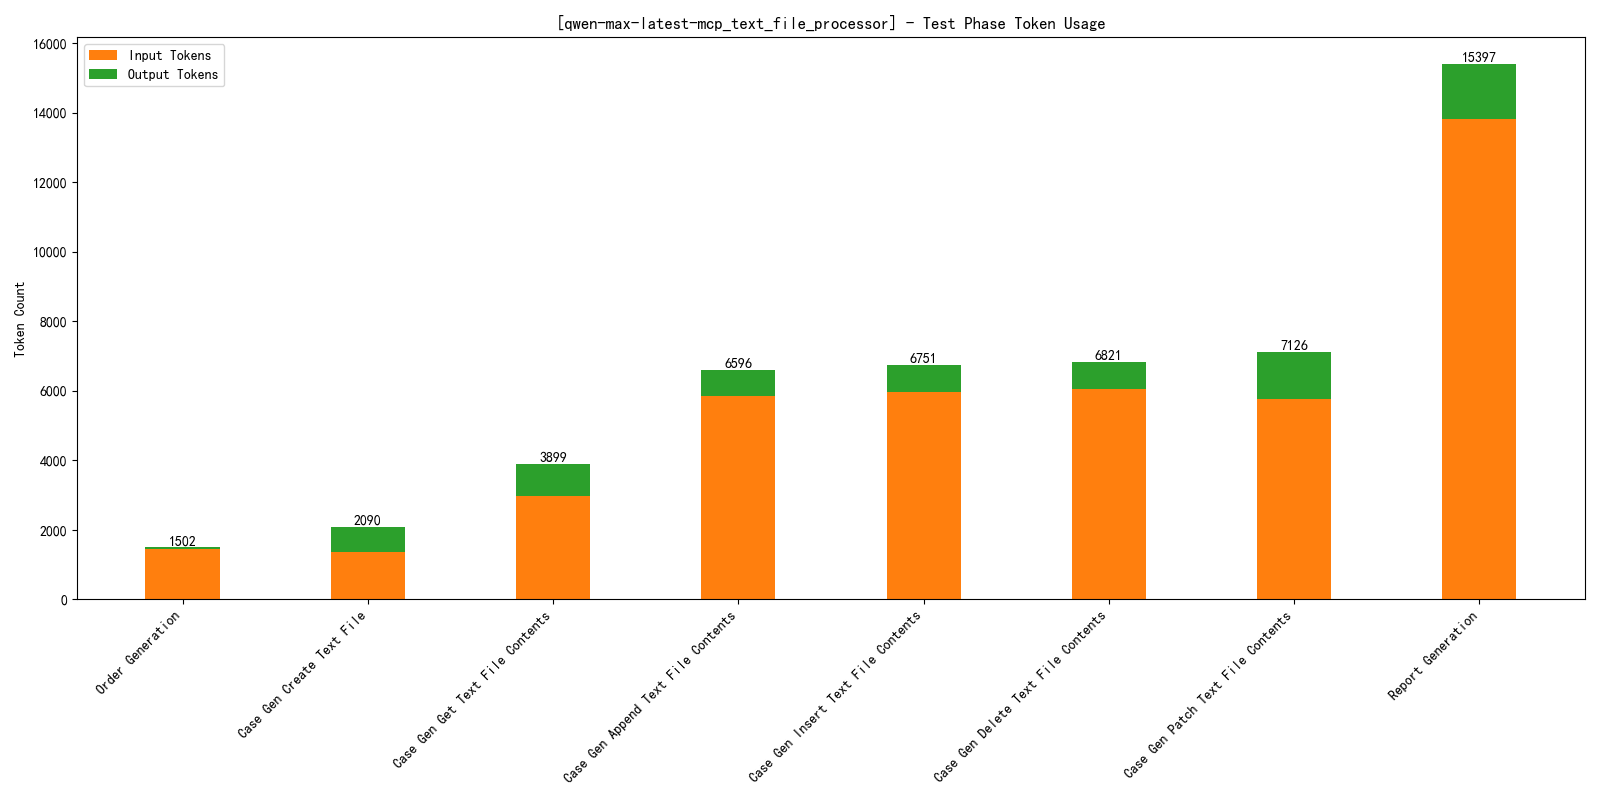 [qwen-max-latest-mcp_text_file_processor] - Test Phase Token Usage
Input Tokens
Output Tokens
Token Count
16000
14000
12000
10000
8000
6000
4000
2000
0
1502
2090
3899
6596
6751
6821
7126
15397
Order Generation
Case Gen Create Text File
Case Gen Get Text File Contents
Case Gen Append Text File Contents
Case Gen Insert Text File Contents
Case Gen Delete Text File Contents
Case Gen Patch Text File Contents
Report Generation